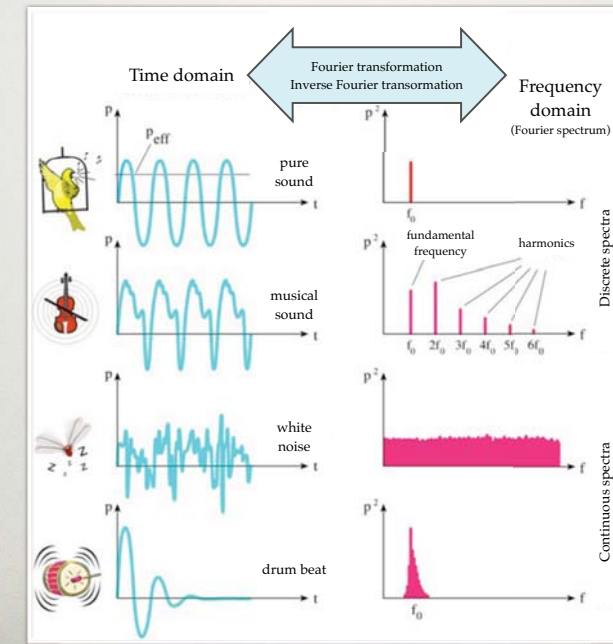 Time domain
Fourier transformation
Inverse Fourier transormation
Frequency
domain
(Fourier spectrum)
p
p_eff
pure
sound
t
p²
f₀
f
p
musical
sound
t
p²
fundamental
frequency
harmonics
f₀ 2f₀ 3f₀ 4f₀ 5f₀ 6f₀
f
Discrete spectra
z
z z z
p
white
noise
t
p²
f
p
drum beat
t
p²
f₀
f
Continuous spectra